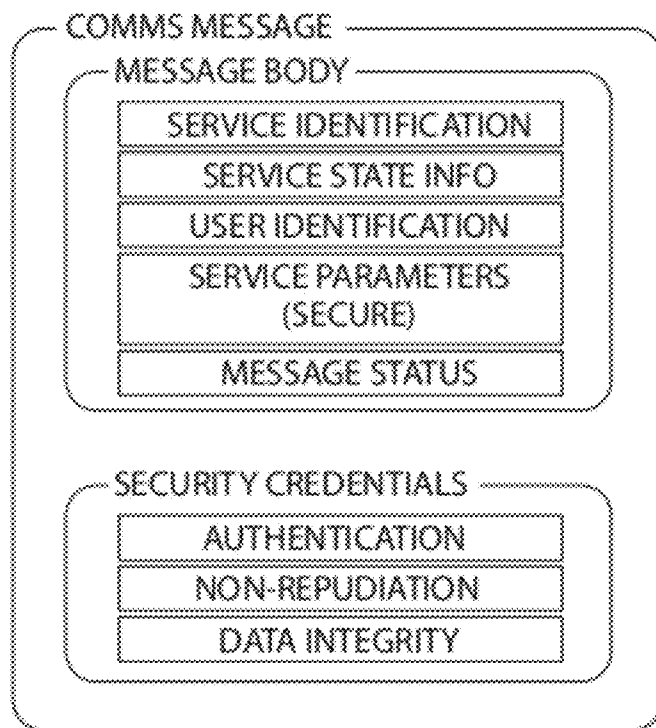 COMMS MESSAGE
MESSAGE BODY
SERVICE IDENTIFICATION
SERVICE STATE INFO
USER IDENTIFICATION
SERVICE PARAMETERS
(SECURE)
MESSAGE STATUS
SECURITY CREDENTIALS
AUTHENTICATION
NON-REPUDIATION
DATA INTEGRITY